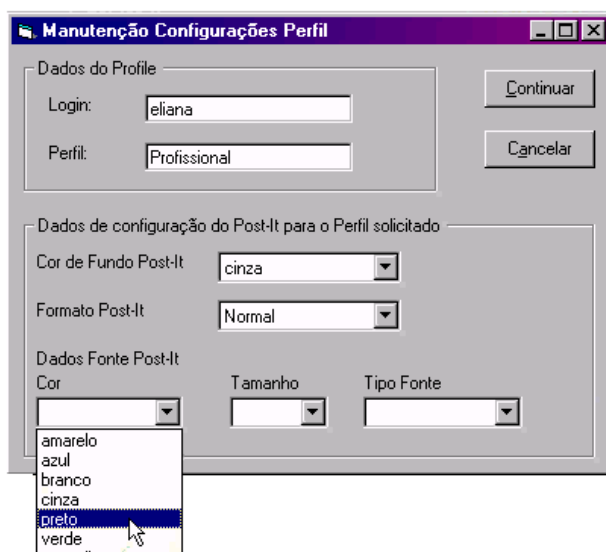 Manutenção Configurações Perfil
Dados do Profile
Login:
eliana
Continuar
Perfil:
Profissional
Cancelar
Dados de configuração do Post-It para o Perfil solicitado
Cor de Fundo Post-It
cinza
Formato Post-It
Normal
Dados Fonte Post-It
Cor
Tamanho
Tipo Fonte
amarelo
azul
branco
cinza
preto
verde